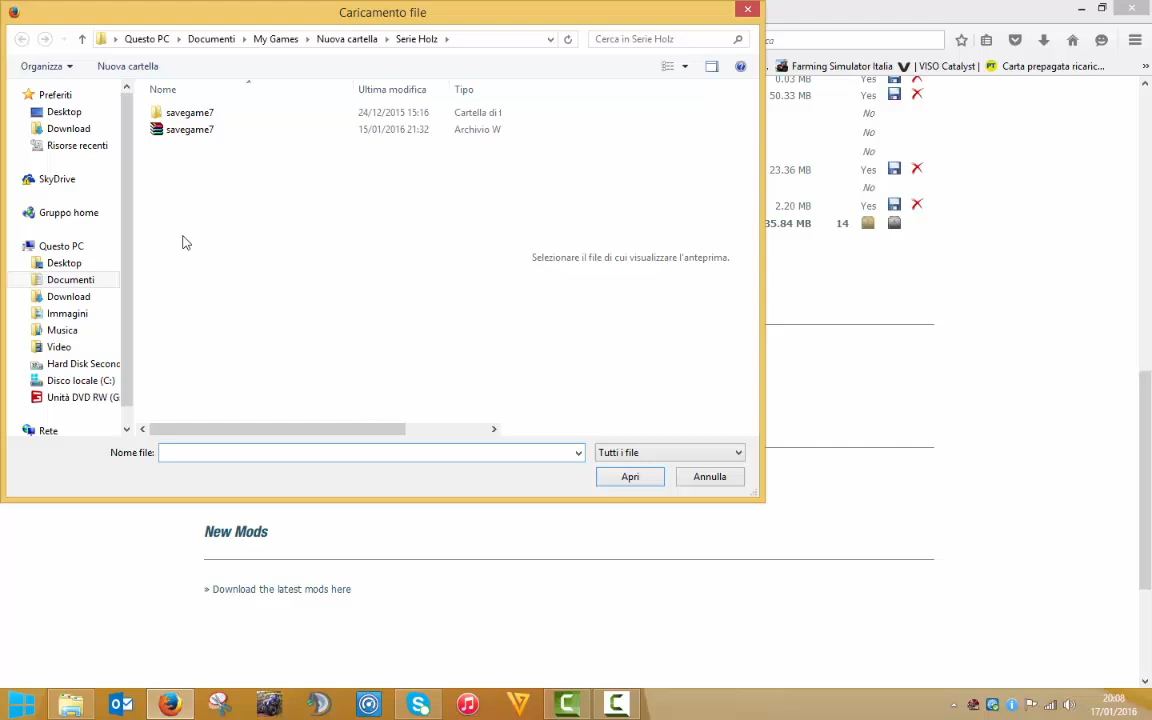 Caricamento file
Questo PC Documenti My Games Nuova cartella Serie Holz
Cerca in Serie Holz
ca
Organizza Nuova cartella
Farming Simulator Italia | VISO Catalyst | Carta prepagata ricaric... »
Nome Ultima modifica Tipo
0.03 MB Yes
Preferiti
50.33 MB Yes
Desktop
savegame7 24/12/2015 15:16 Cartella di f
No
Download
savegame7 15/01/2016 21:32 Archivio W
No
Risorse recenti
No
23.36 MB Yes
SkyDrive
No
2.20 MB Yes
Gruppo home
35.84 MB 14
Questo PC
Selezionare il file di cui visualizzare l'anteprima.
Desktop
Documenti
Download
Immagini
Musica
Video
Hard Disk Second
Disco locale (C:)
Unità DVD RW (G
Rete
Nome file: Tutti i file
Apri Annulla
New Mods
» Download the latest mods here
20:08
17/01/2016